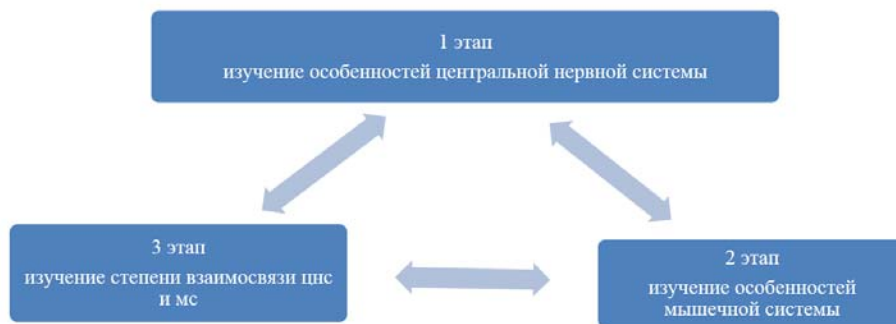 1 этап
изучение особенностей центральной нервной системы
3 этап
изучение степени взаимосвязи цнс
и мс
2 этап
изучение особенностей
мышечной системы